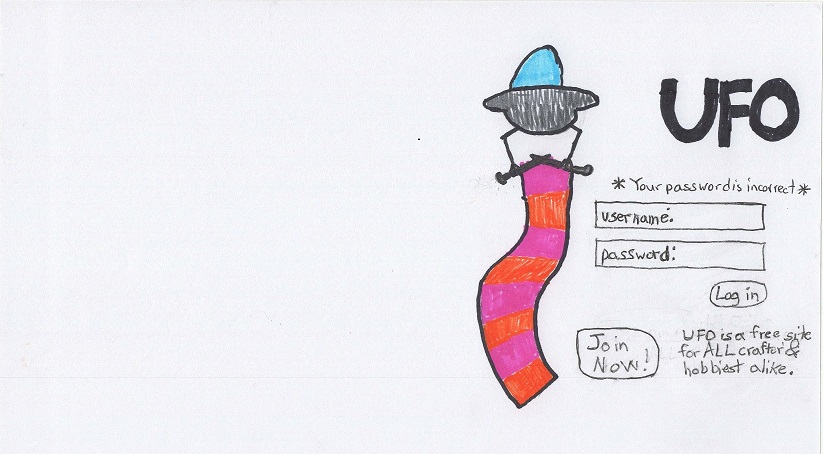 UFO
* Your password is incorrect *
username:
password:
Log in
Join
Now!
UFO is a free site
for ALL crafter's &
hobbiest alike.